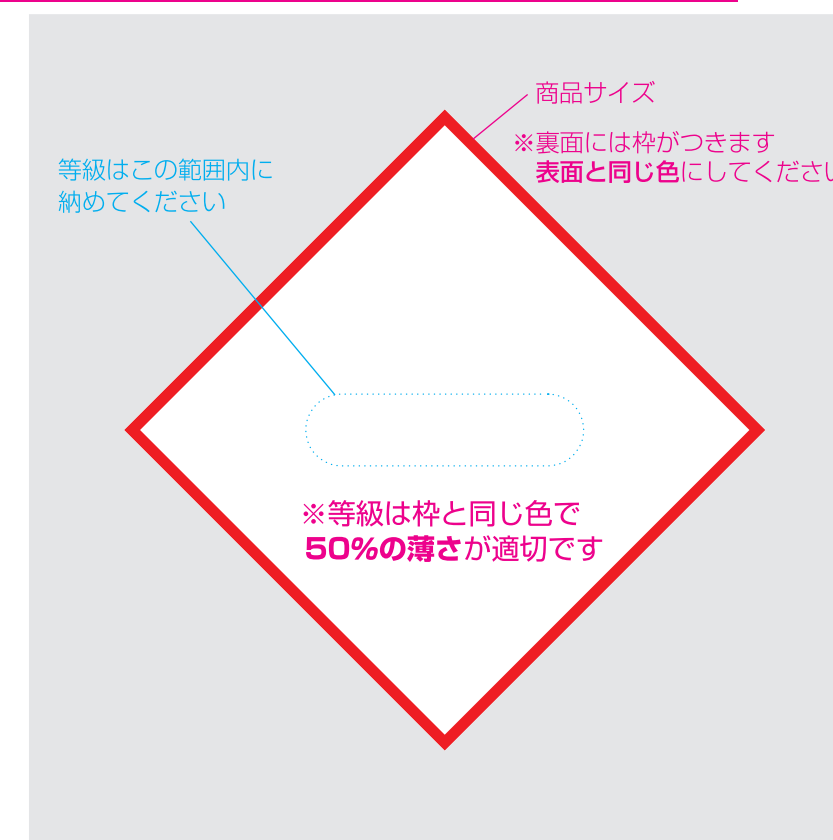 商品サイズ
※裏面には枠がつきます
表面と同じ色にしてください
等級はこの範囲内に
納めてください
※等級は枠と同じ色で
50%の薄さが適切です